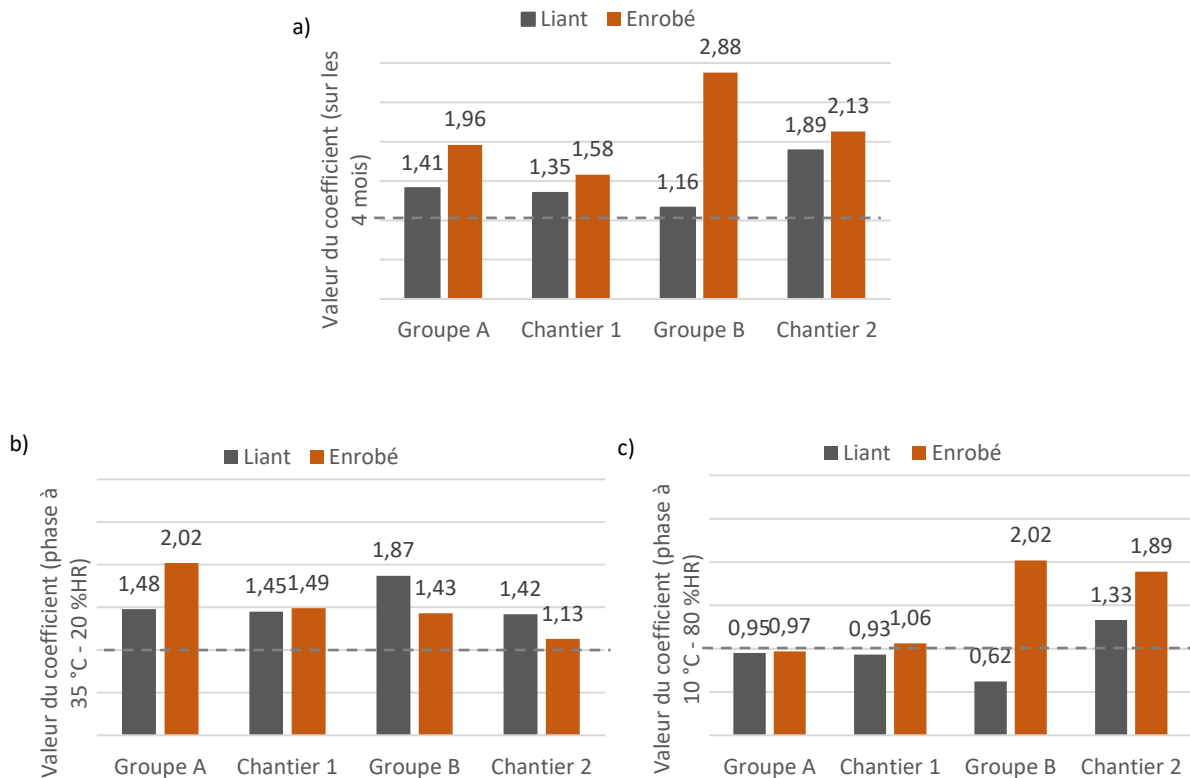 a)
Liant Enrobé
Valeur du coefficient (sur les
4 mois)
1,41 1,96 1,35 1,58 1,16 2,88 1,89 2,13
Groupe A Chantier 1 Groupe B Chantier 2
b)
Liant Enrobé
Valeur du coefficient (phase à
35 °C - 20 %HR)
1,48 2,02 1,45 1,49 1,87 1,43 1,42 1,13
Groupe A Chantier 1 Groupe B Chantier 2
c)
Liant Enrobé
Valeur du coefficient (phase à
10 °C - 80 %HR)
0,95 0,97 0,93 1,06 0,62 2,02 1,33 1,89
Groupe A Chantier 1 Groupe B Chantier 2